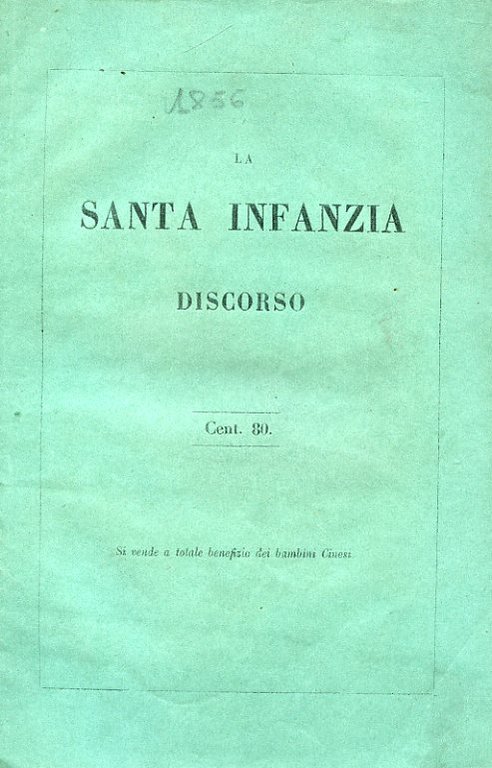 1856
LA
SANTA INFANZIA
DISCORSO
Cent. 80.
Si vende a totale benefizio dei bambini Cinesi